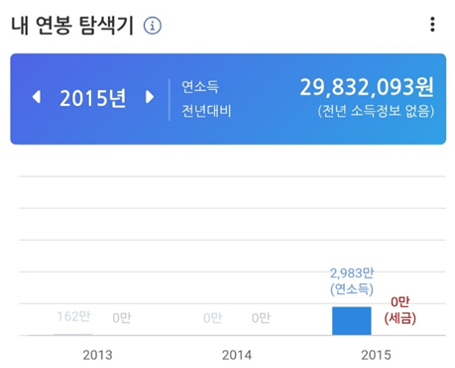 내 연봉 탐색기
2015년
연소득 29,832,093원
전년대비 (전년 소득정보 없음)
2,983만
(연소득)
0만
(세금)
162만 0만 0만 0만
2013 2014 2015